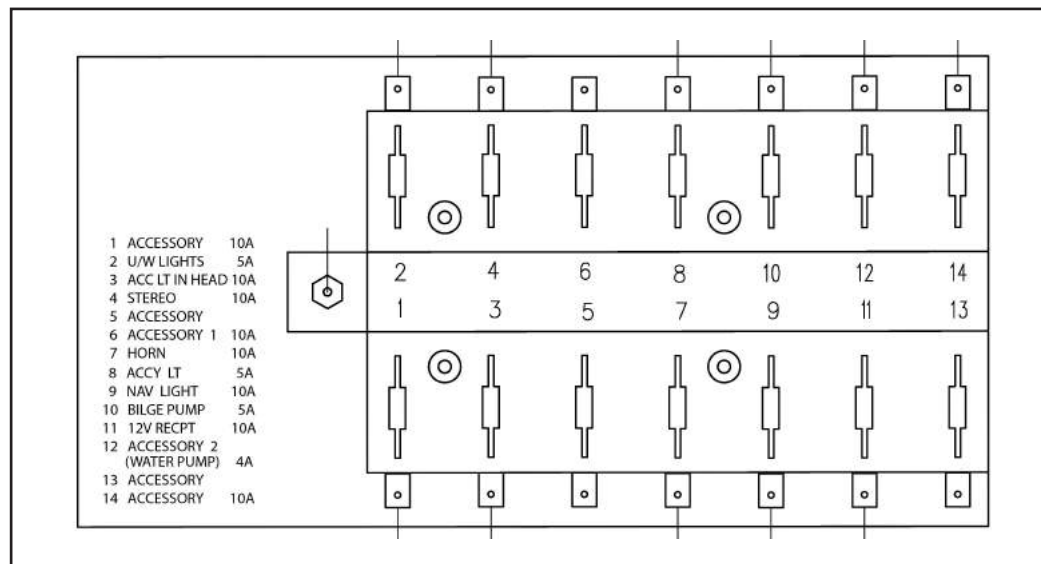 1 ACCESSORY 10A
2 U/W LIGHTS 5A
3 ACC LT IN HEAD 10A
4 STEREO 10A
5 ACCESSORY
6 ACCESSORY 1 10A
7 HORN 10A
8 ACCY LT 5A
9 NAV LIGHT 10A
10 BILGE PUMP 5A
11 12V RECPT 10A
12 ACCESSORY 2
(WATER PUMP) 4A
13 ACCESSORY
14 ACCESSORY 10A
2 4 6 8 10 12 14
1 3 5 7 9 11 13